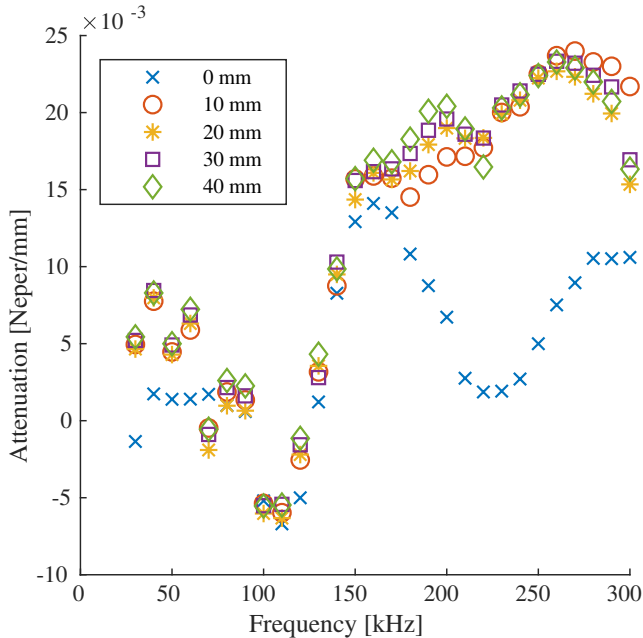 × 10 -3
25
20
15
10
5
0
-5
-10
Attenuation [Neper/mm]
0 mm
10 mm
20 mm
30 mm
40 mm
0 50 100 150 200 250 300
Frequency [kHz]